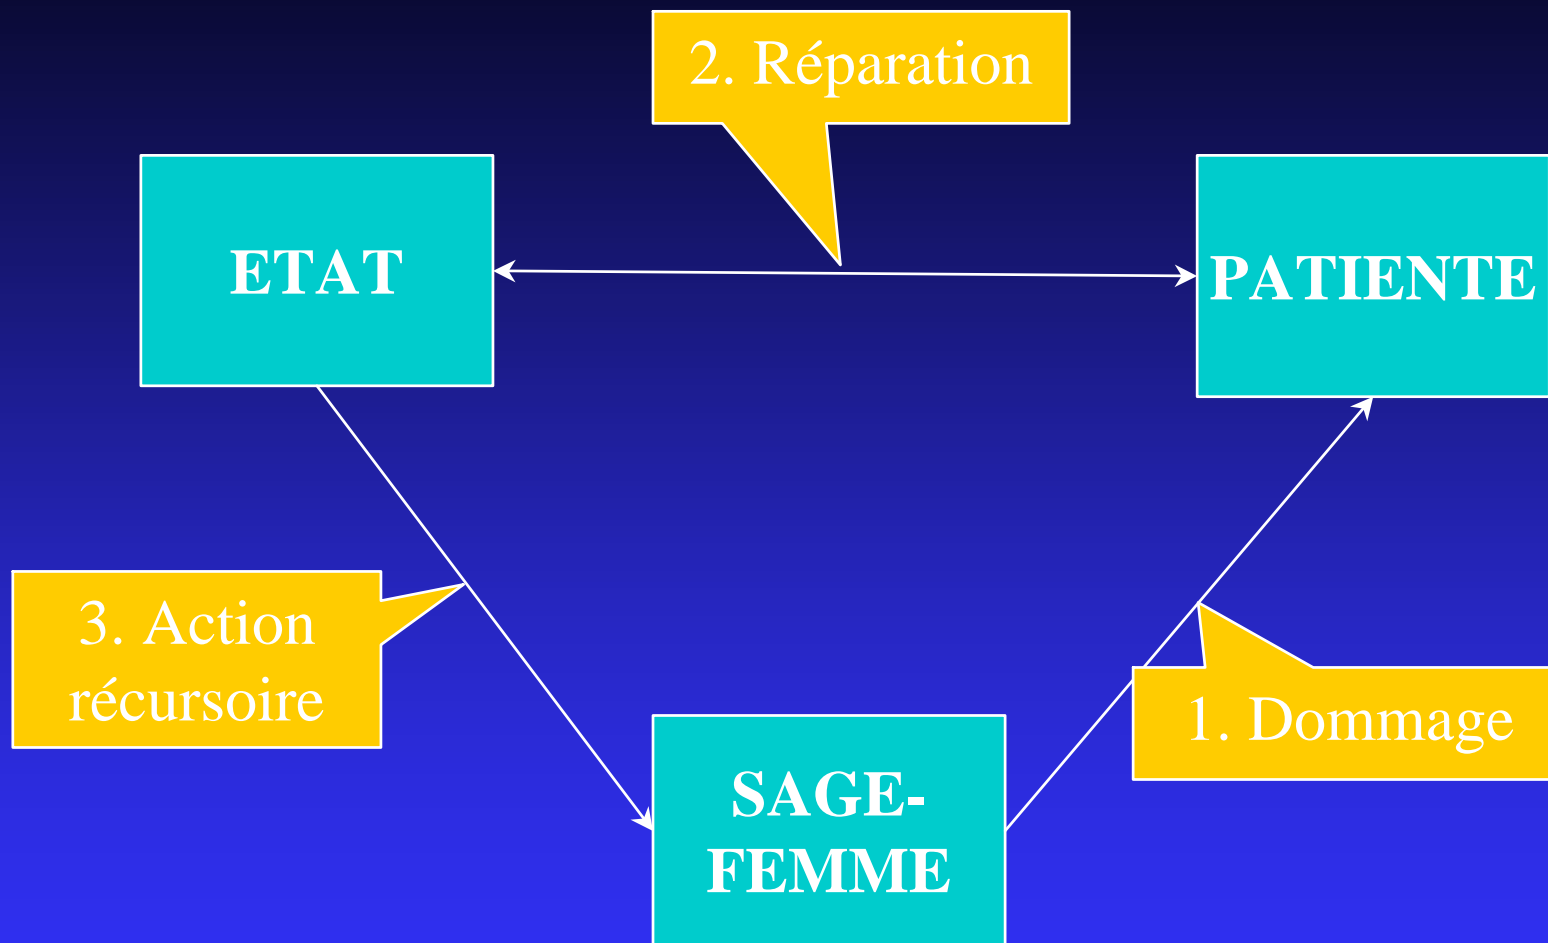 2. Réparation
ETAT
PATIENTE
3. Action
récursoire
1. Dommage
SAGE-
FEMME